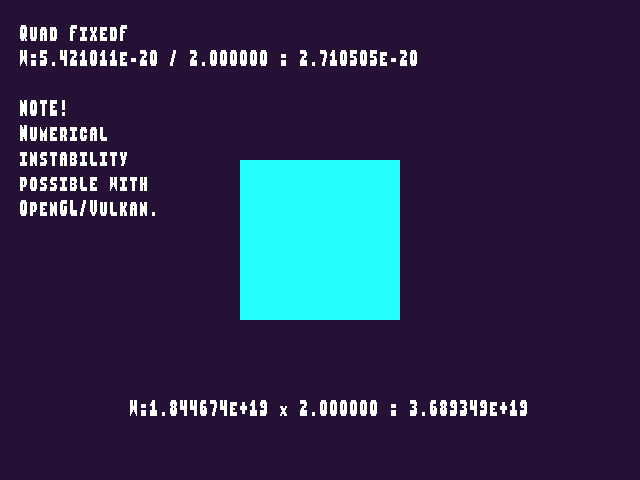 Quad fixedf
W:5.421011e-20 / 2.000000 : 2.710505e-20
NOTE!
Numerical
instability
possible with
OpenGL/Vulkan.
W:1.844674e+19 x 2.000000 : 3.689349e+19